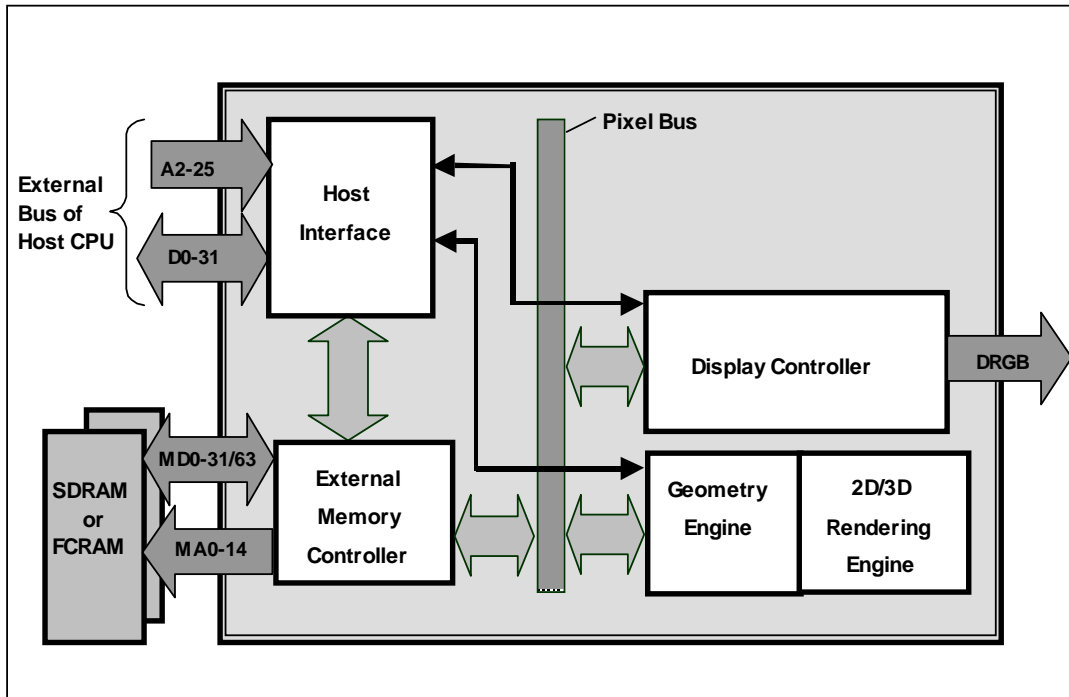 Pixel Bus
A2-25
External
Bus of
Host CPU
D0-31
Host
Interface
Display Controller
DRGB
MD0-31/63
SDRAM
or
FCRAM
MA0-14
External
Memory
Controller
Geometry
Engine
2D/3D
Rendering
Engine